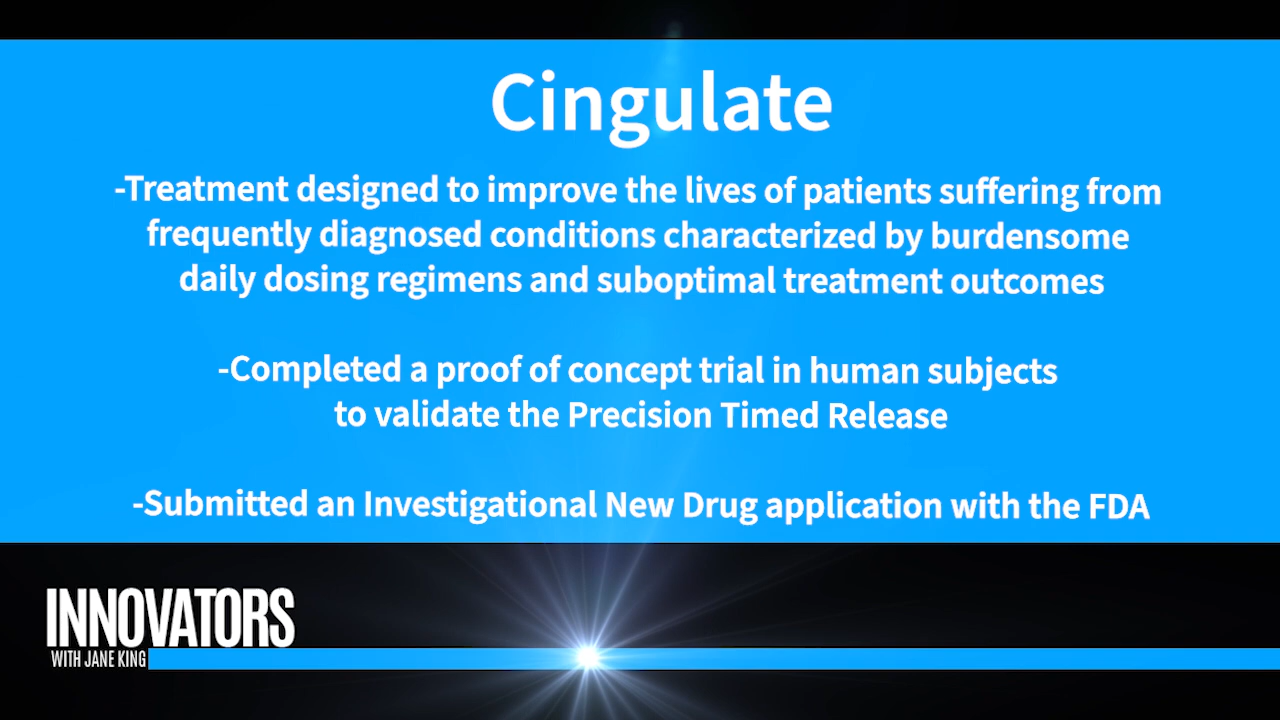 Cingulate
-Treatment designed to improve the lives of patients suffering from
frequently diagnosed conditions characterized by burdensome
daily dosing regimens and suboptimal treatment outcomes
-Completed a proof of concept trial in human subjects
to validate the Precision Timed Release
-Submitted an Investigational New Drug application with the FDA
INNOVATORS
WITH JANE KING